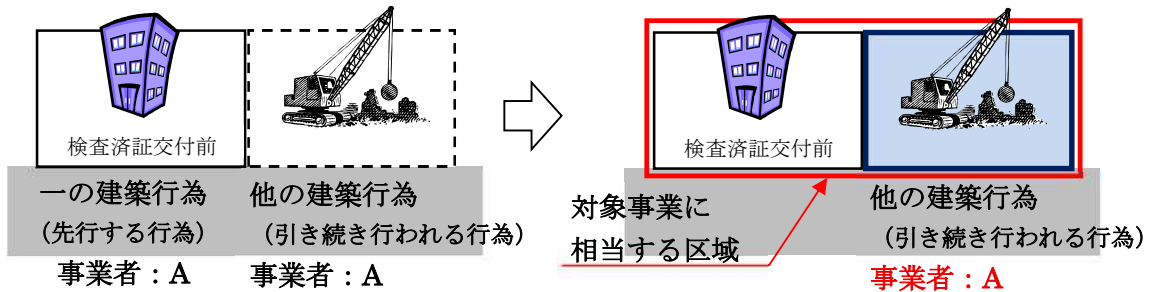 検査済証交付前
一の建築行為
(先行する行為)
事業者：A
他の建築行為
(引き続き行われる行為)
事業者：A
検査済証交付前
対象事業に
相当する区域
他の建築行為
(引き続き行われる行為)
事業者：A